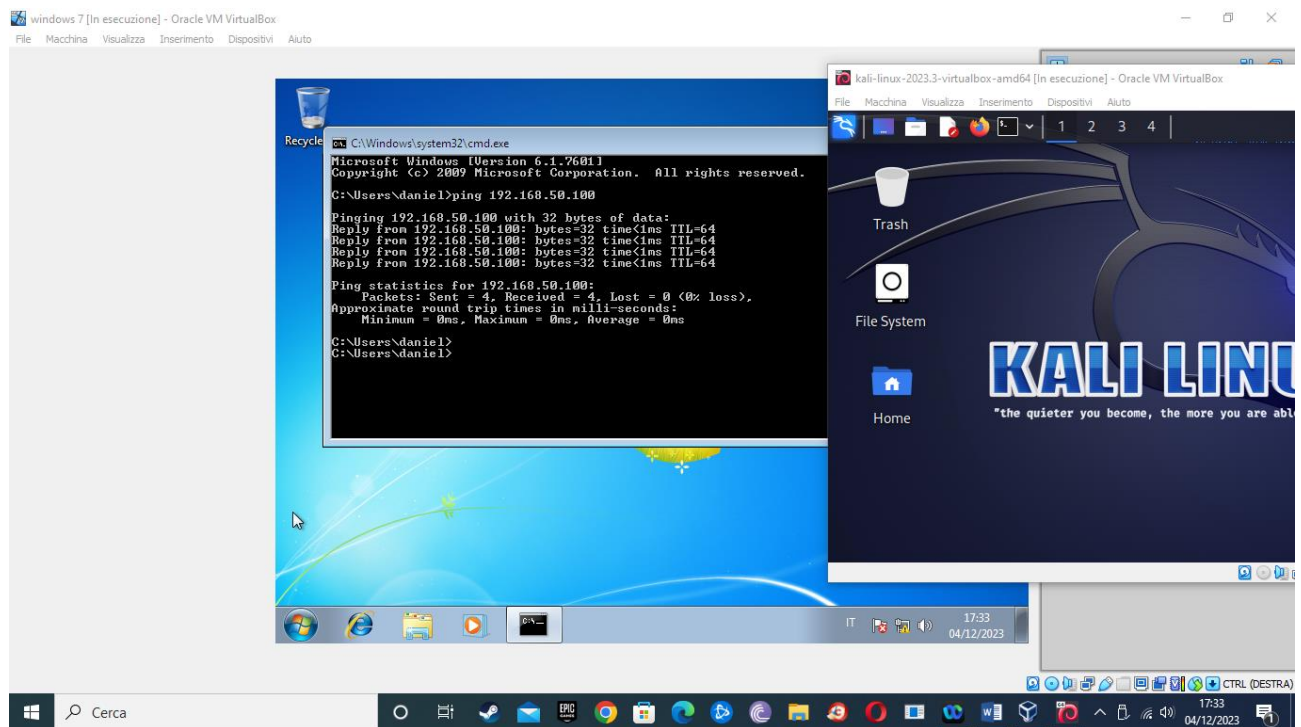 windows 7 [In esecuzione] - Oracle VM VirtualBox
File Macchina Visualizza Inserimento Dispositivi Aiuto
Recycle
C:\Windows\system32\cmd.exe
Microsoft Windows [Version 6.1.7601]
Copyright (c) 2009 Microsoft Corporation. All rights reserved.
C:\Users\daniel>ping 192.168.50.100
Pinging 192.168.50.100 with 32 bytes of data:
Reply from 192.168.50.100: bytes=32 time<1ms TTL=64
Reply from 192.168.50.100: bytes=32 time<1ms TTL=64
Reply from 192.168.50.100: bytes=32 time<1ms TTL=64
Reply from 192.168.50.100: bytes=32 time<1ms TTL=64
Ping statistics for 192.168.50.100:
Packets: Sent = 4, Received = 4, Lost = 0 (0% loss),
Approximate round trip times in milli-seconds:
Minimum = 0ms, Maximum = 0ms, Average = 0ms
C:\Users\daniel>
C:\Users\daniel>
kali-linux-2023.3-virtualbox-amd64 [In esecuzione] - Oracle VM VirtualBox
File Macchina Visualizza Inserimento Dispositivi Aiuto
1 2 3 4
Trash
File System
Home
KALI LINU
"the quieter you become, the more you are abl
IT
17:33
04/12/2023
CTRL (DESTRA)
Cerca
EPIC GAMES
17:33
04/12/2023